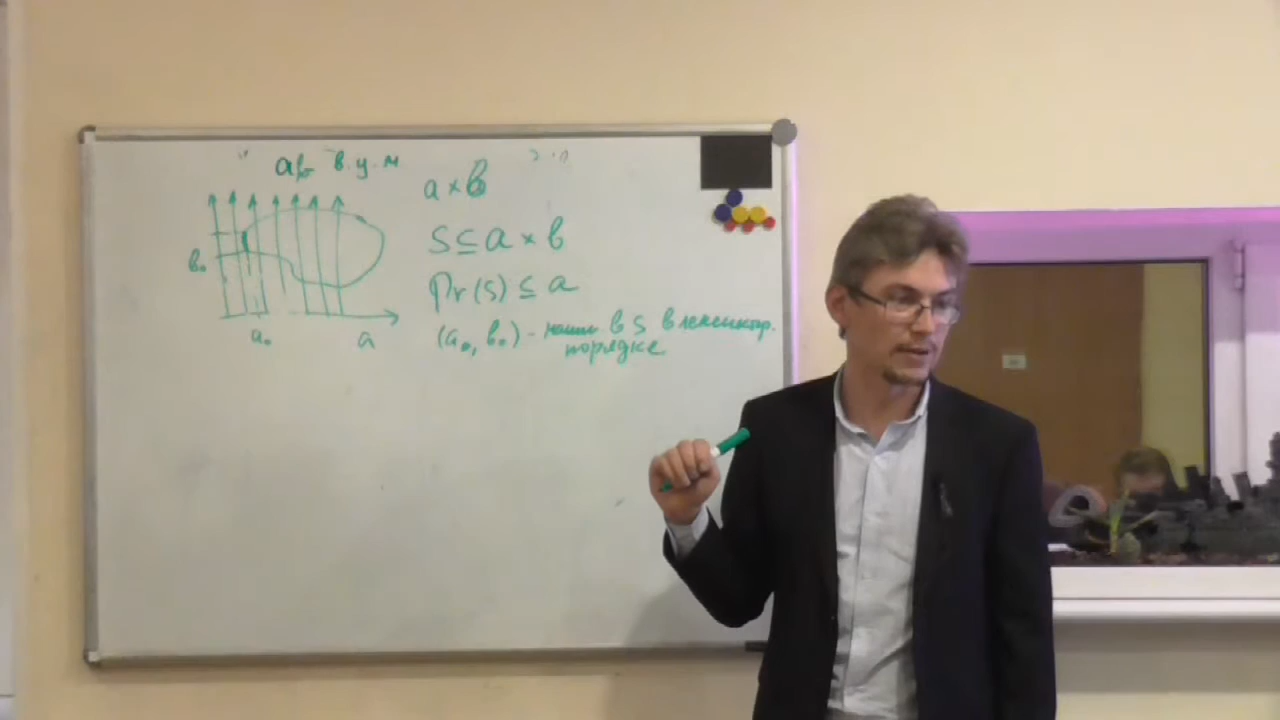 a, b в.у.м
a × b
S ⊆ a × b
Pr(S) ⊆ a
b₀
(a₀, b₀) - наим в S в лексикогр.
порядке
a₀ a